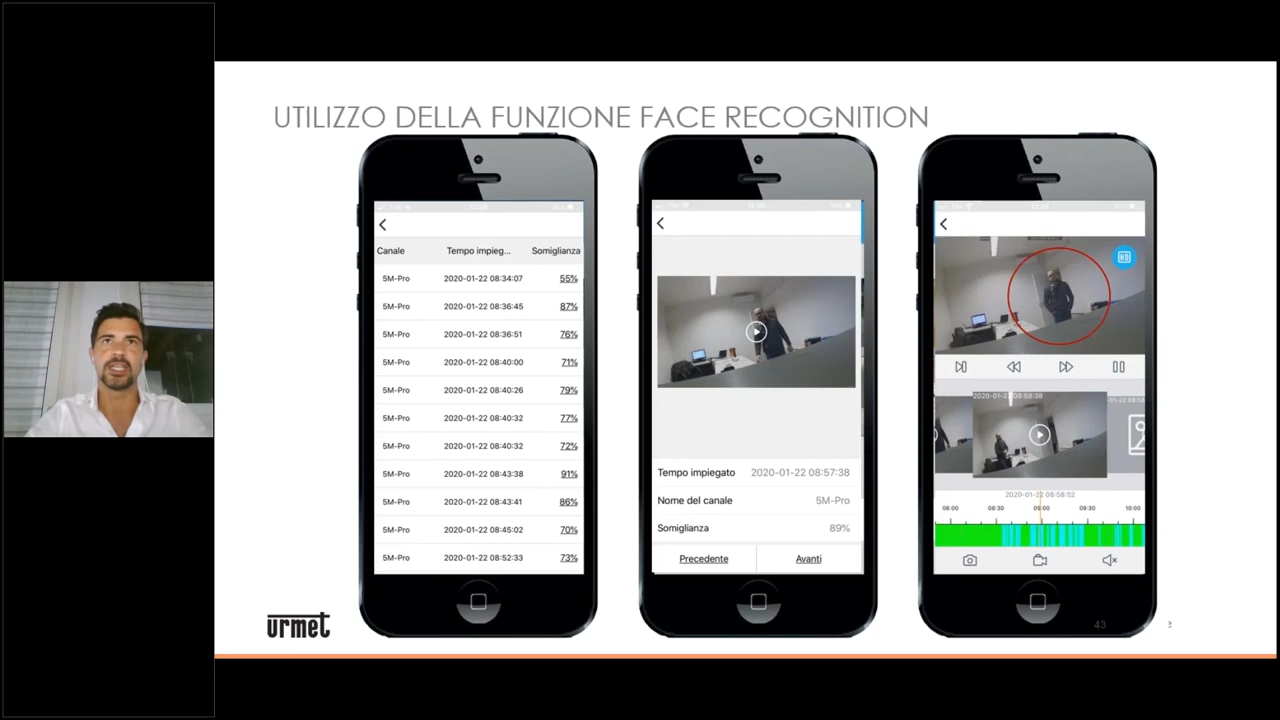 UTILIZZO DELLA FUNZIONE FACE RECOGNITION
Canale Tempo impieg... Somiglianza
5M-Pro 2020-01-22 08:34:07 55%
5M-Pro 2020-01-22 08:36:45 87%
5M-Pro 2020-01-22 08:36:51 76%
5M-Pro 2020-01-22 08:40:00 71%
5M-Pro 2020-01-22 08:40:26 79%
5M-Pro 2020-01-22 08:40:32 77%
5M-Pro 2020-01-22 08:40:32 72%
5M-Pro 2020-01-22 08:43:38 91%
5M-Pro 2020-01-22 08:43:41 86%
5M-Pro 2020-01-22 08:45:02 70%
5M-Pro 2020-01-22 08:52:33 73%
Tempo impiegato 2020-01-22 08:57:38
Nome del canale 5M-Pro
Somiglianza 89%
Precedente Avanti
HD
2020-01-22 08:58:38
2020-01-22 08:58:52
08:00 08:30 09:00 09:30 10:00
urmet
43
e